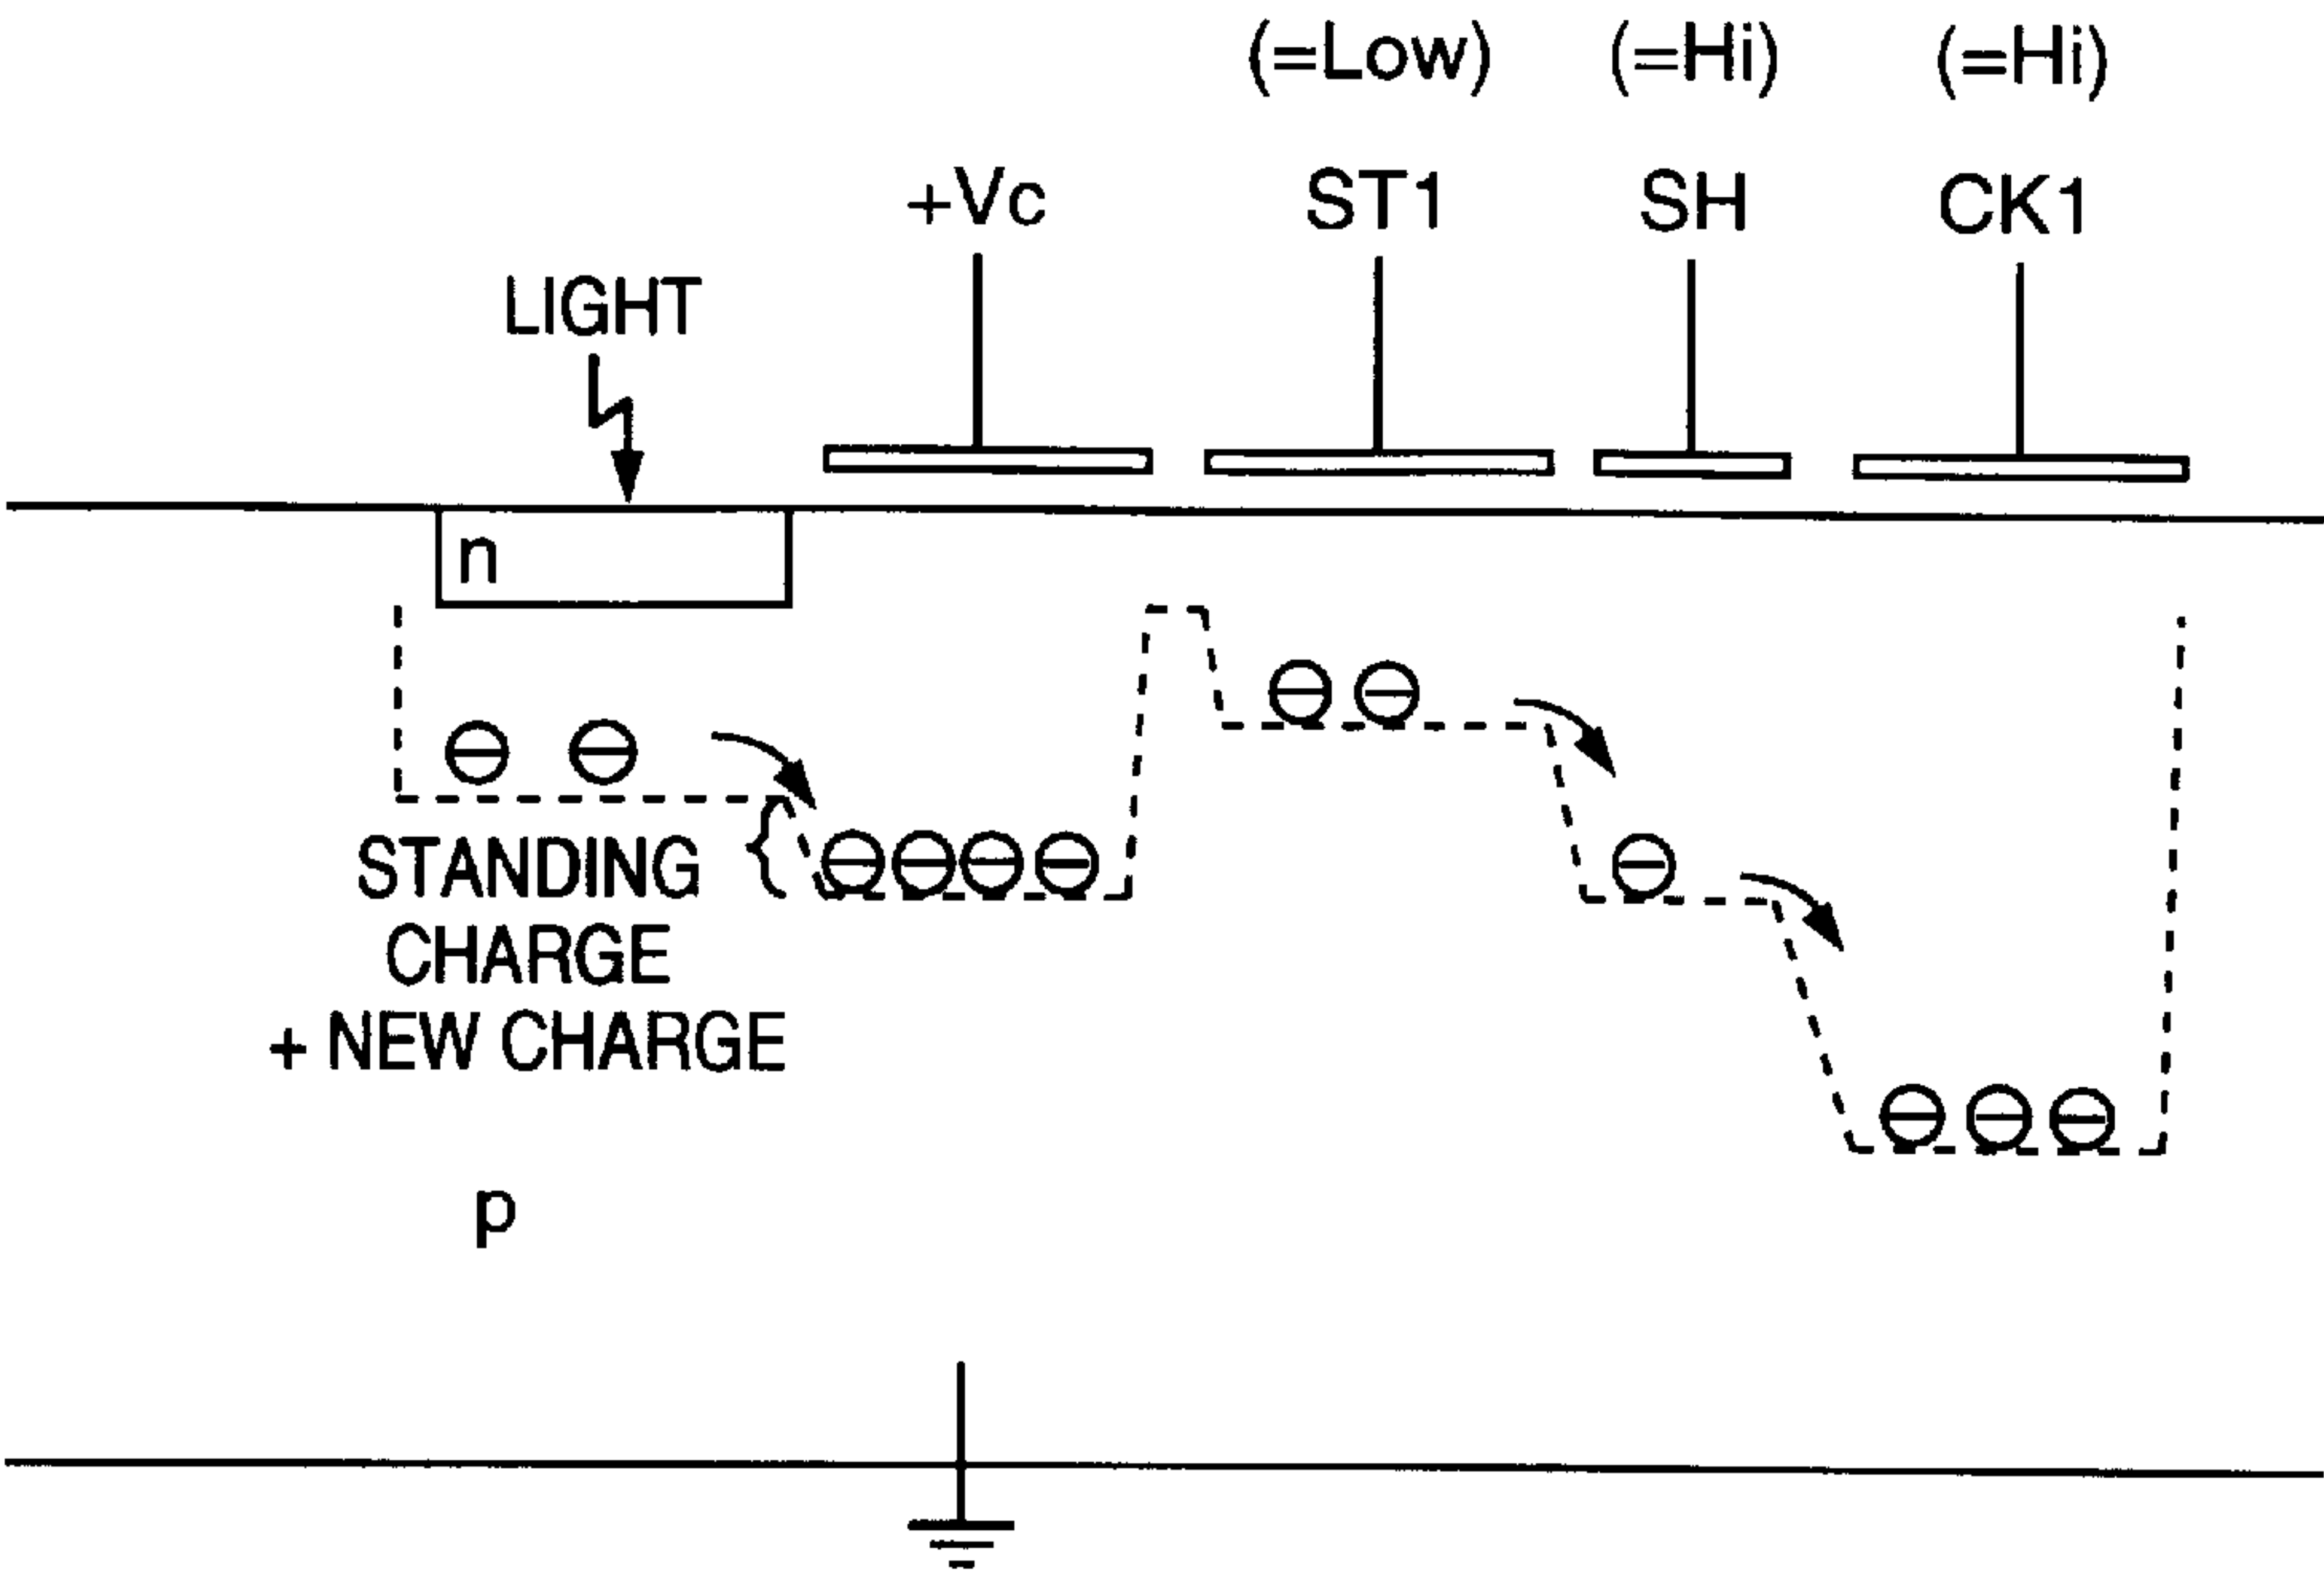 (=Low) (=Hi) (=Hi)
+Vc ST1 SH CK1
LIGHT
n
STANDING
CHARGE
+ NEW CHARGE
p